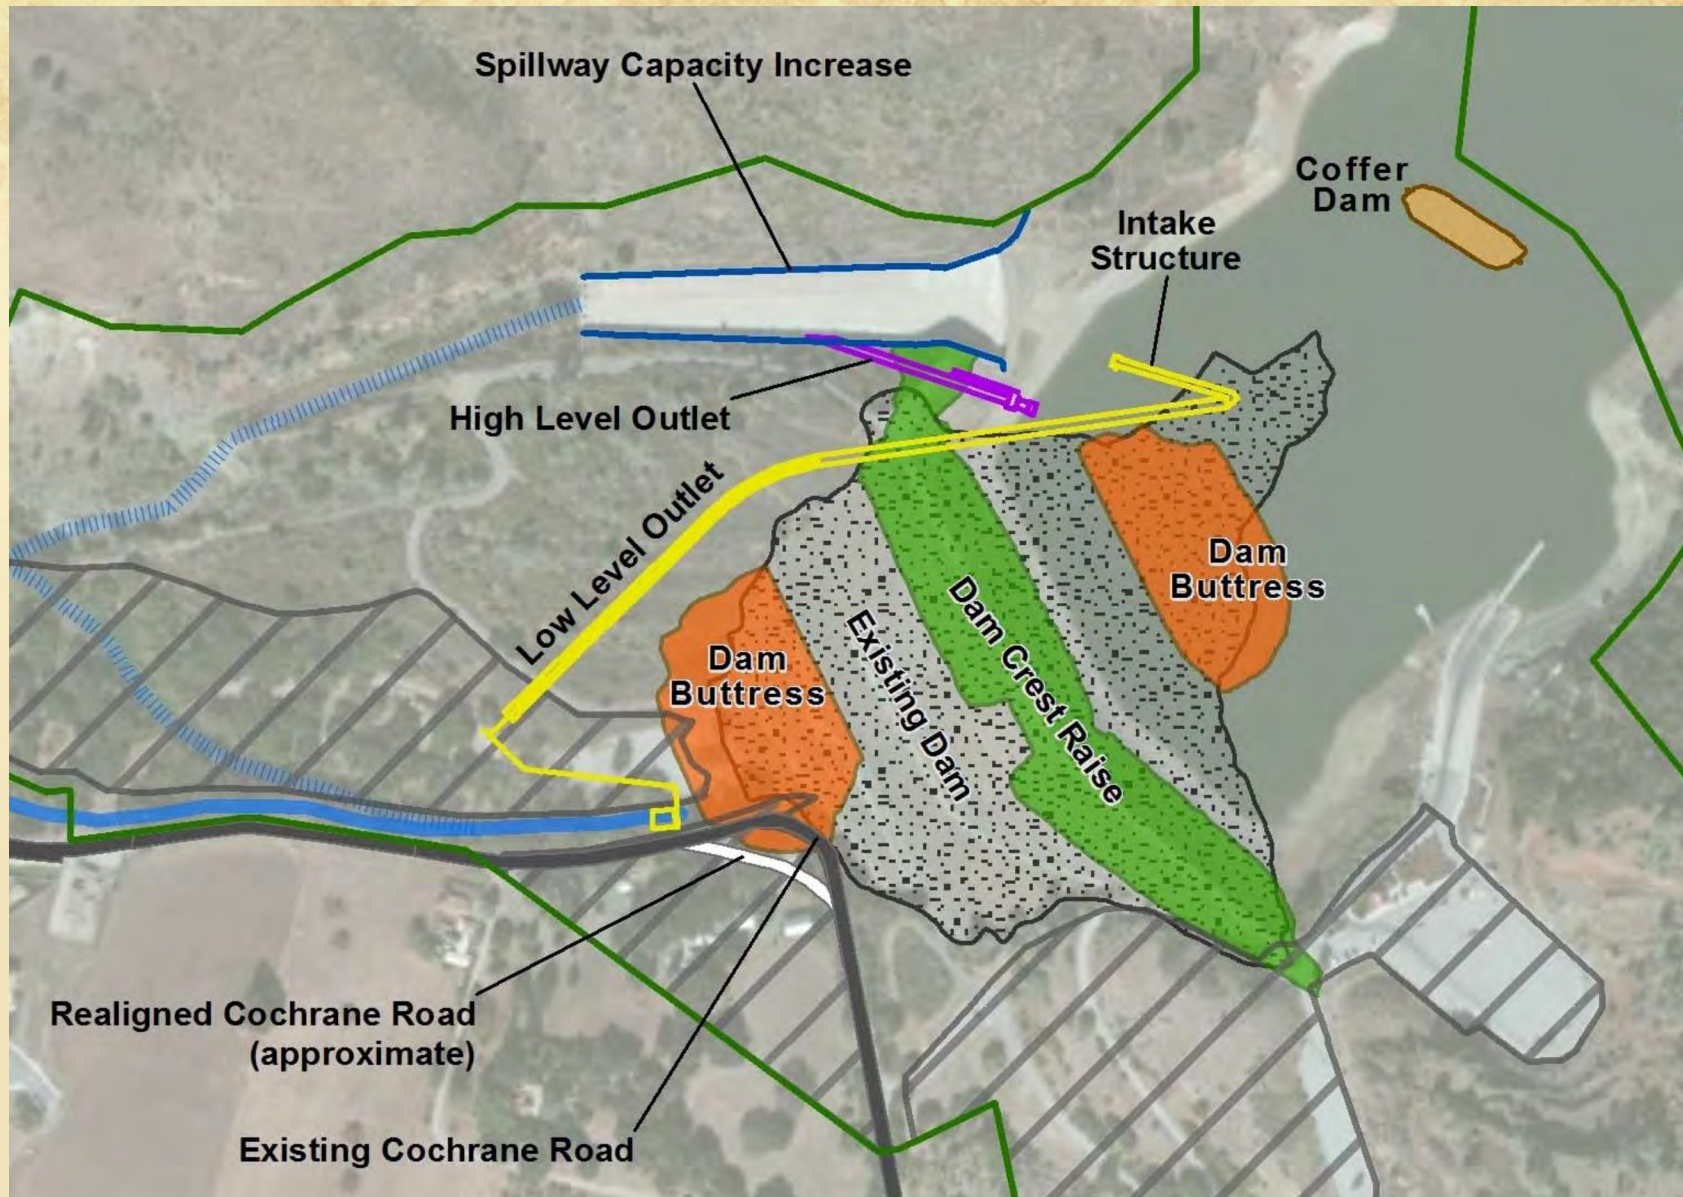 Spillway Capacity Increase
Coffer
Dam
Intake
Structure
High Level Outlet
Low Level Outlet
Dam
Buttress
Dam Crest Raise
Existing Dam
Dam
Buttress
Realigned Cochrane Road
(approximate)
Existing Cochrane Road